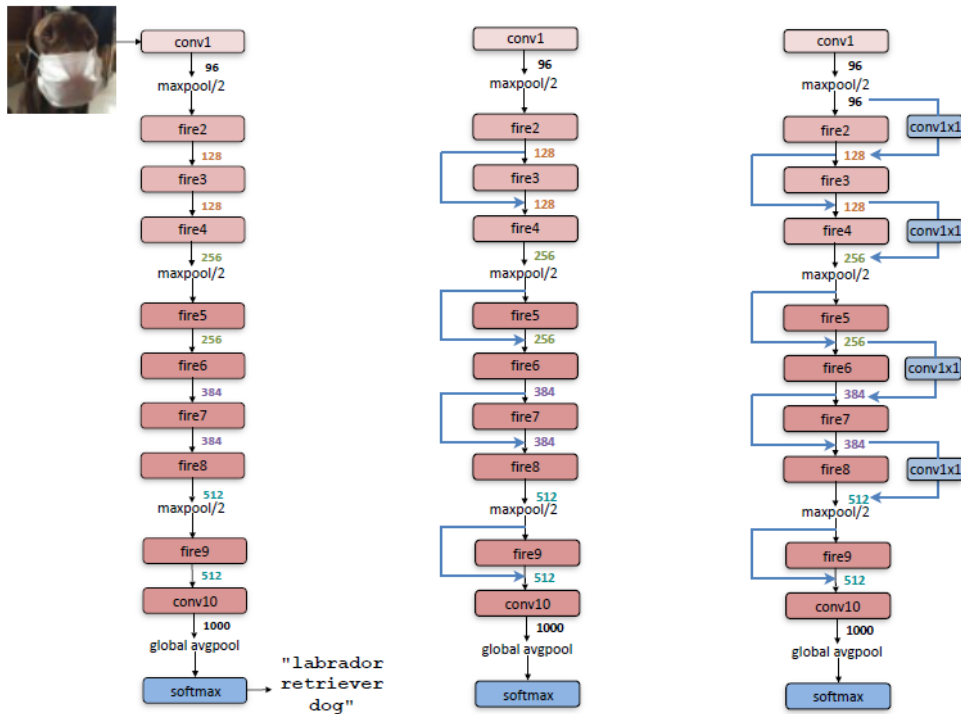 conv1
96
maxpool/2
fire2
128
fire3
128
fire4
256
maxpool/2
fire5
256
fire6
384
fire7
384
fire8
512
maxpool/2
fire9
512
conv10
1000
global avgpool
softmax
"labrador
retriever
dog"
conv1
96
maxpool/2
fire2
128
fire3
128
fire4
256
maxpool/2
fire5
256
fire6
384
fire7
384
fire8
512
maxpool/2
fire9
512
conv10
1000
global avgpool
softmax
conv1
96
maxpool/2
96
conv1x1
fire2
128
fire3
128
conv1x1
fire4
256
maxpool/2
fire5
256
conv1x1
fire6
384
fire7
384
conv1x1
fire8
512
maxpool/2
fire9
512
conv10
1000
global avgpool
softmax